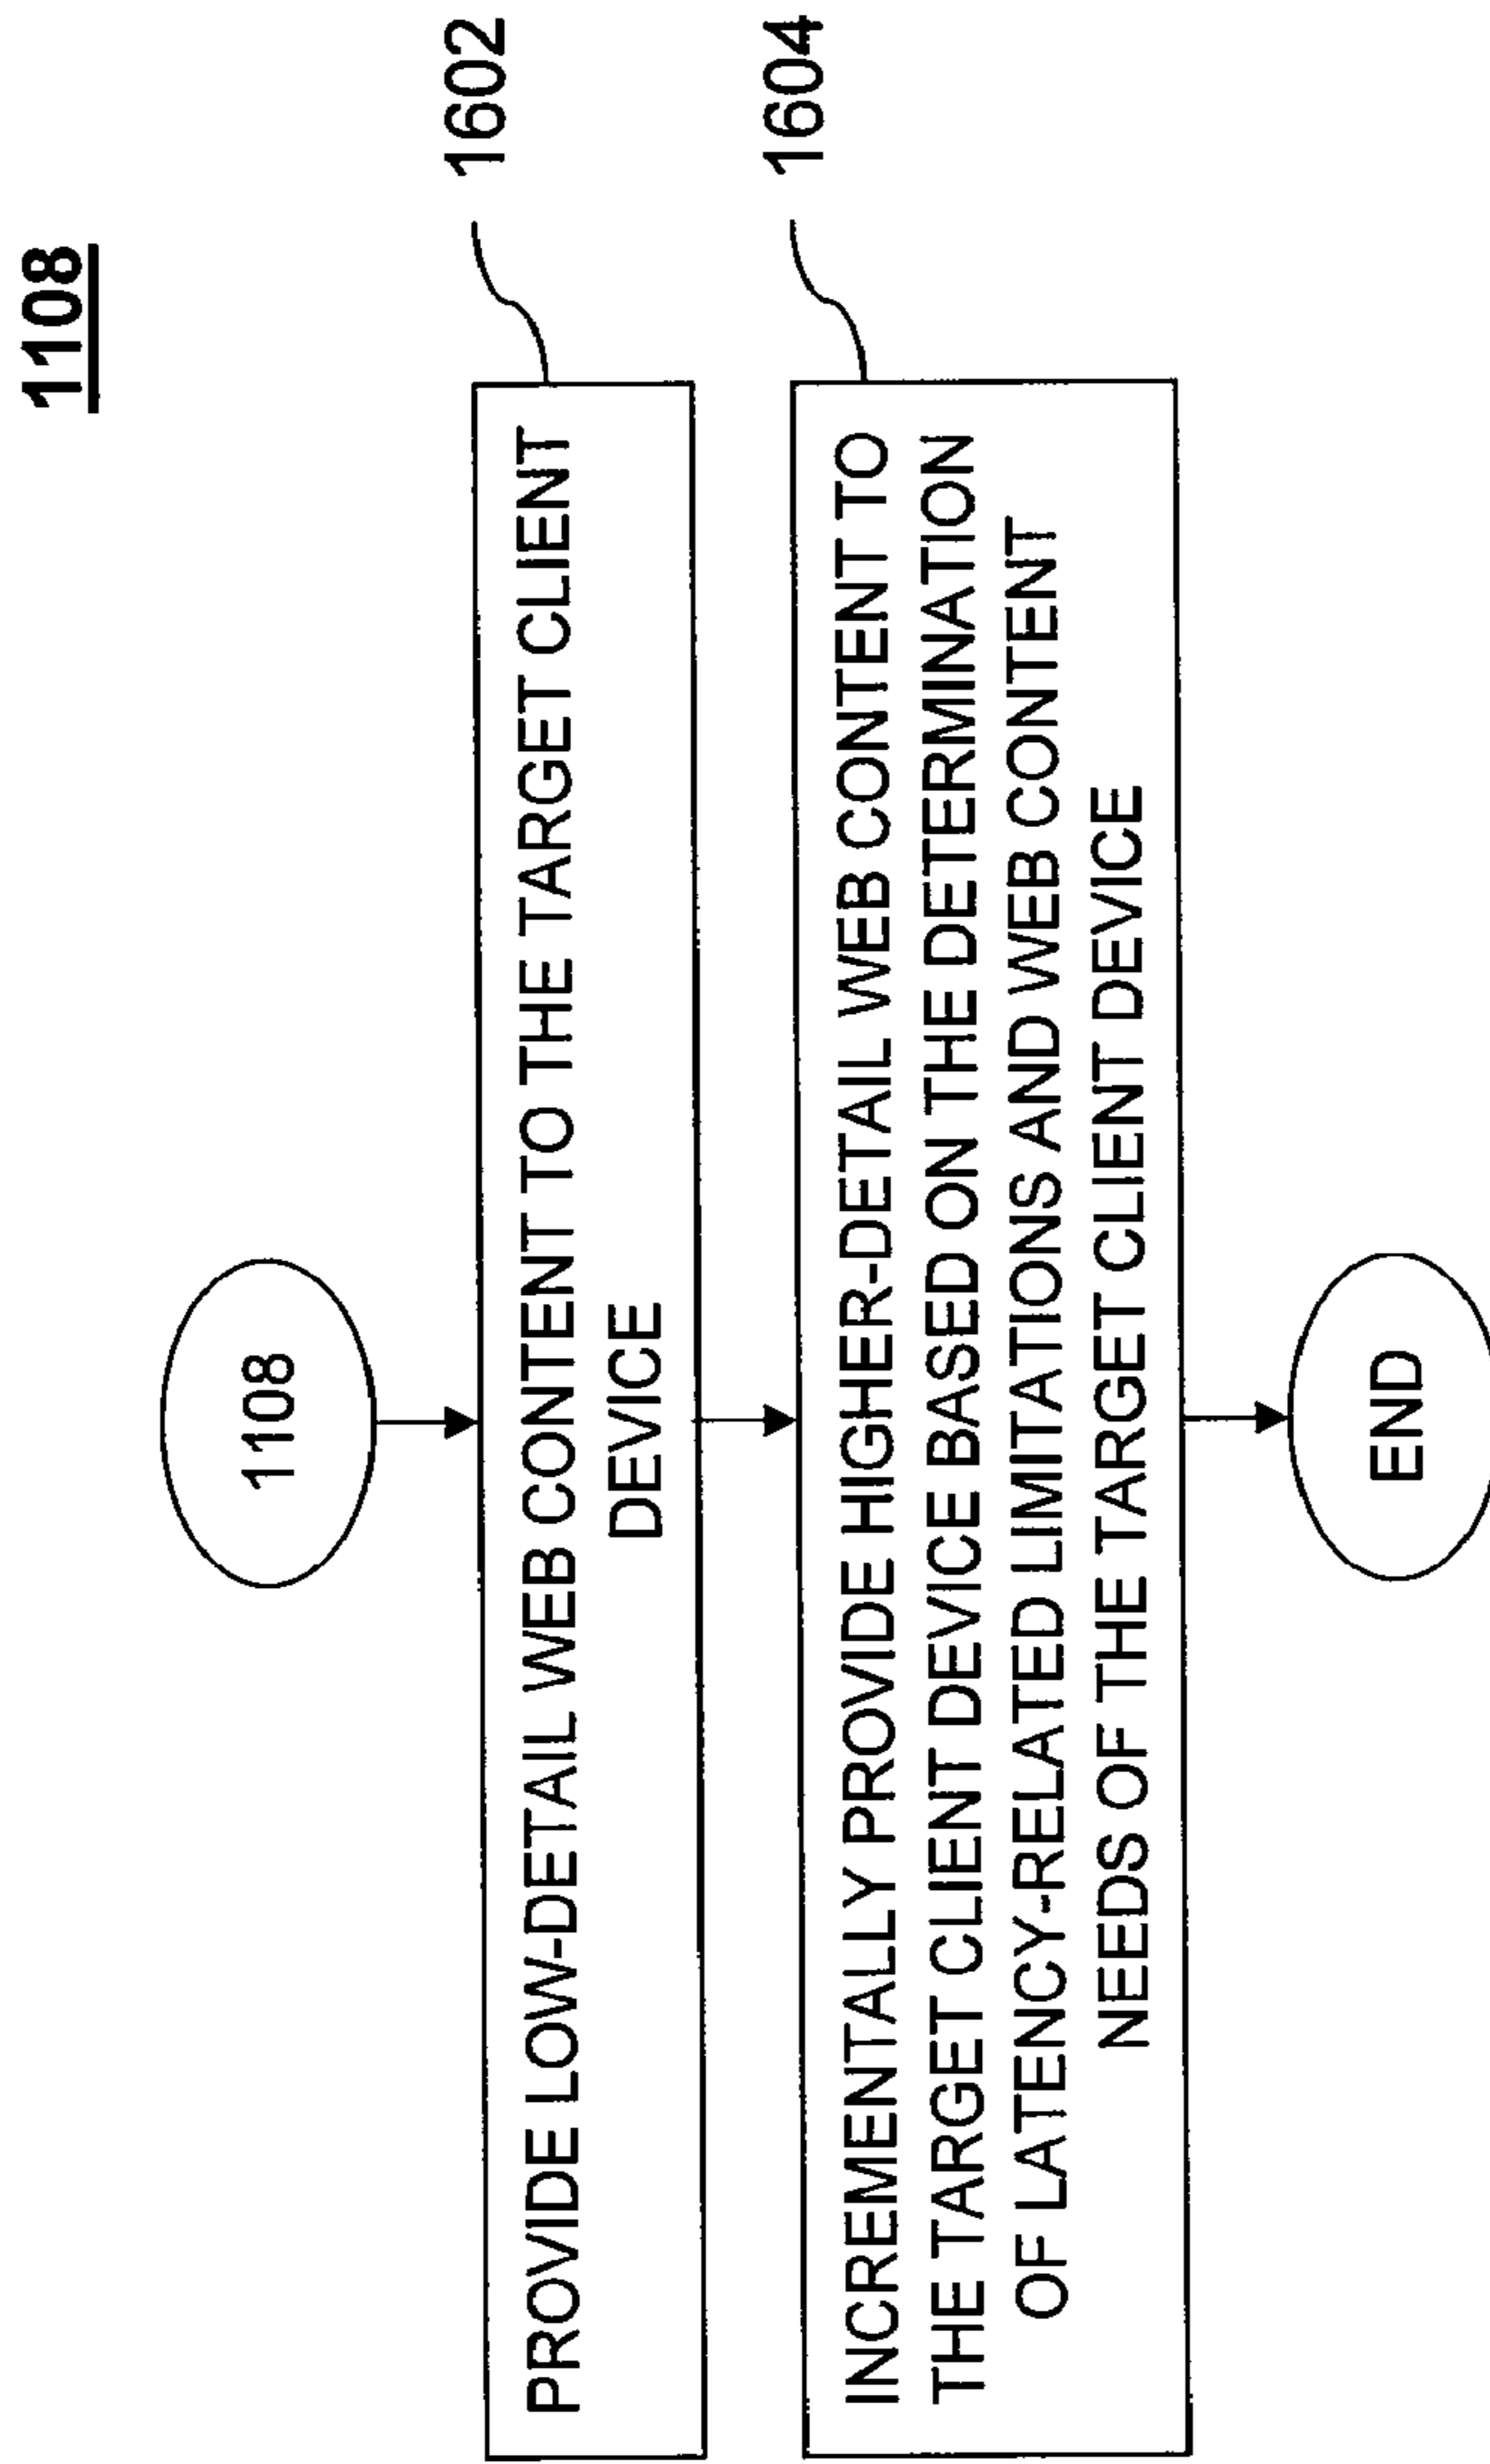 1108
1108
PROVIDE LOW-DETAIL WEB CONTENT TO THE TARGET CLIENT
DEVICE
1602
INCREMENTALLY PROVIDE HIGHER-DETAIL WEB CONTENT TO
THE TARGET CLIENT DEVICE BASED ON THE DETERMINATION
OF LATENCY-RELATED LIMITATIONS AND WEB CONTENT
NEEDS OF THE TARGET CLIENT DEVICE
1604
END